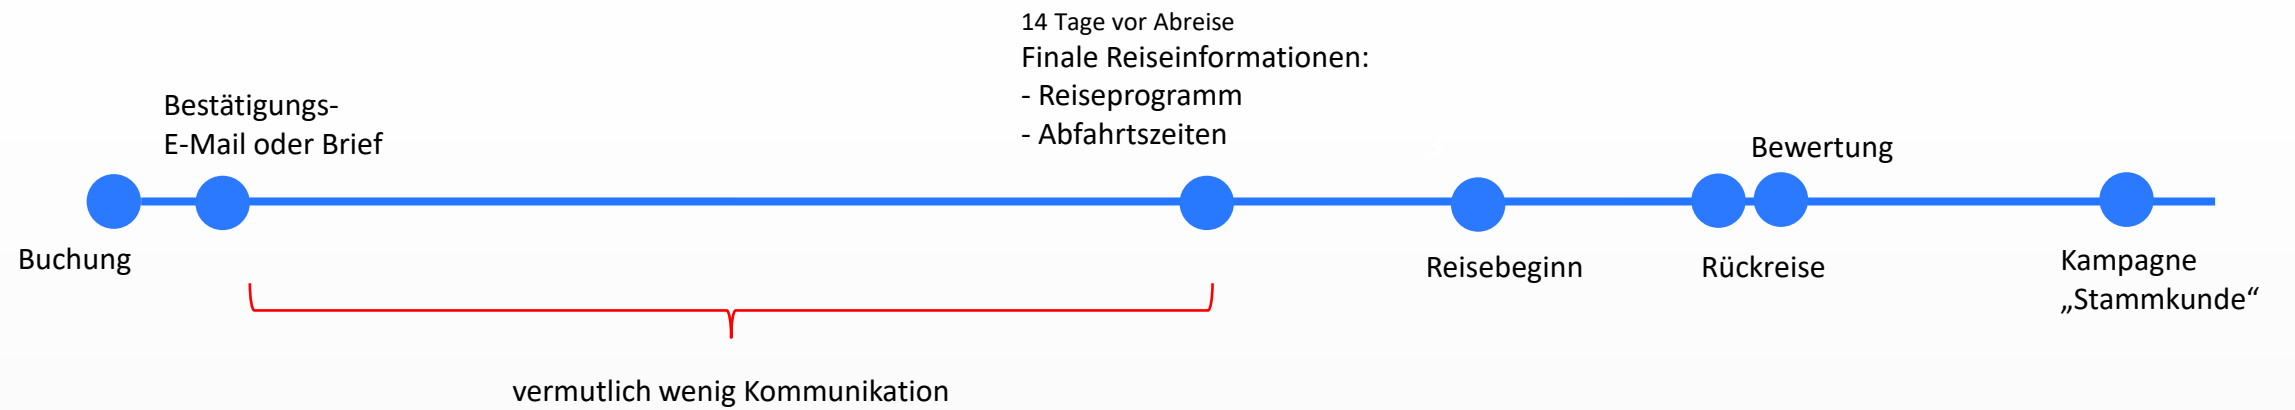 14 Tage vor Abreise
Finale Reiseinformationen:
- Reiseprogramm
- Abfahrtszeiten
Bestätigungs-
E-Mail oder Brief
Bewertung
Buchung
Reisebeginn
Rückreise
Kampagne
„Stammkunde“
vermutlich wenig Kommunikation